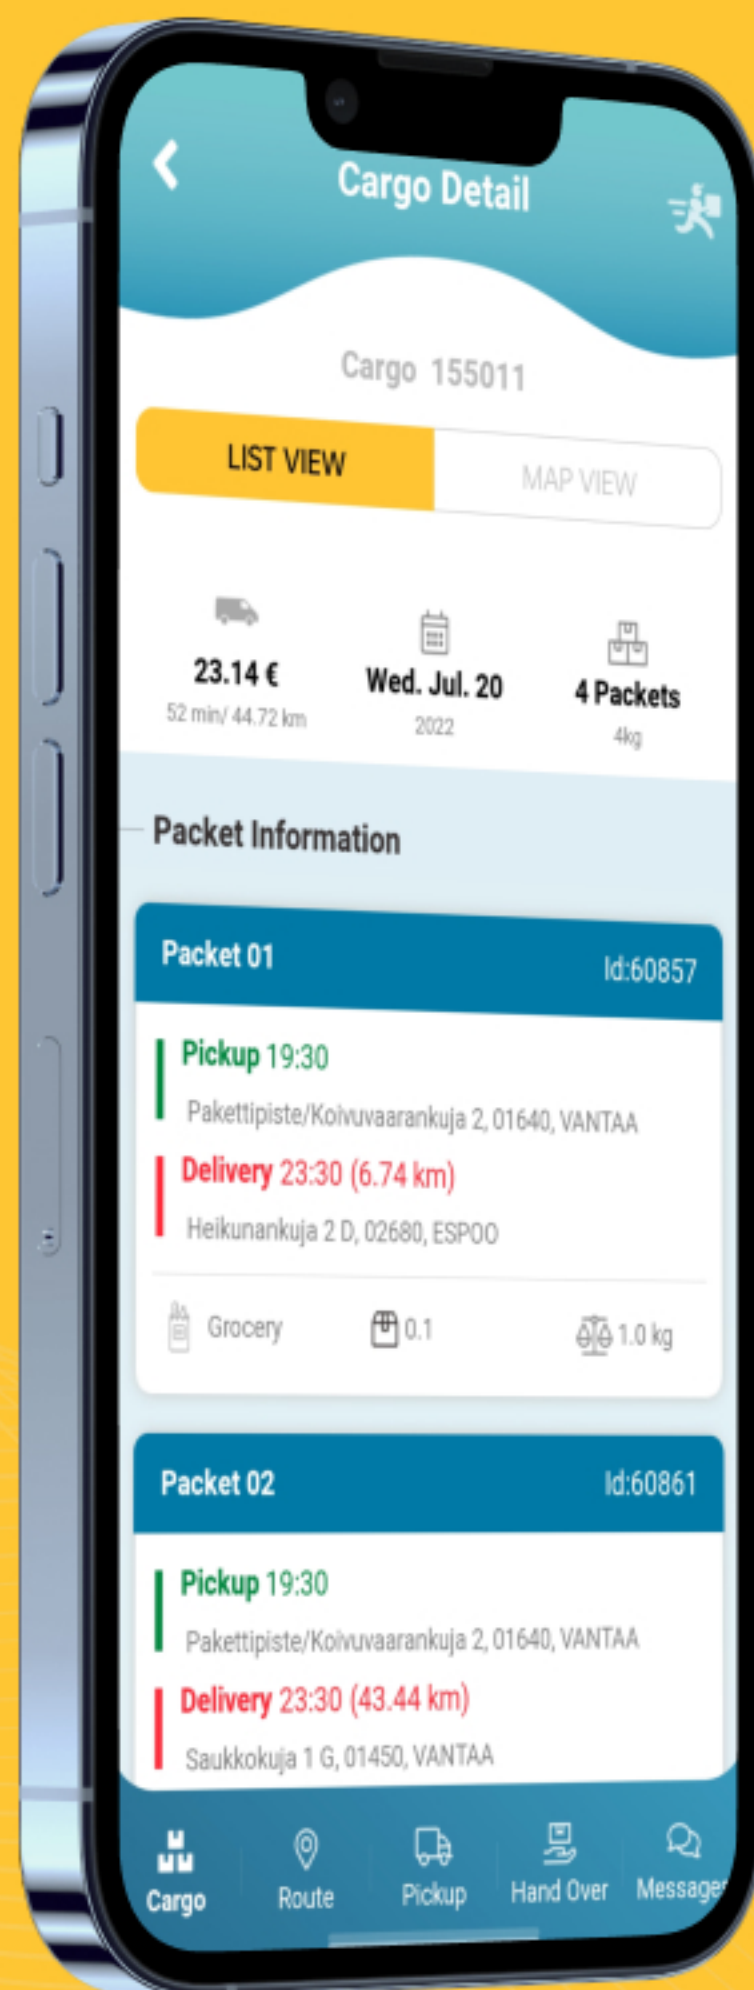 Cargo Detail
Cargo 155011
LIST VIEW
MAP VIEW
23.14 €
52 min/ 44.72 km
Wed. Jul. 20
2022
4 Packets
4kg
Packet Information
Packet 01
Id:60857
Pickup 19:30
Pakettipiste/Koivuvaarankuja 2, 01640, VANTAA
Delivery 23:30 (6.74 km)
Heikunankuja 2 D, 02680, ESPOO
Grocery
0.1
1.0 kg
Packet 02
Id:60861
Pickup 19:30
Pakettipiste/Koivuvaarankuja 2, 01640, VANTAA
Delivery 23:30 (43.44 km)
Saukkokuja 1 G, 01450, VANTAA
Cargo
Route
Pickup
Hand Over
Messages